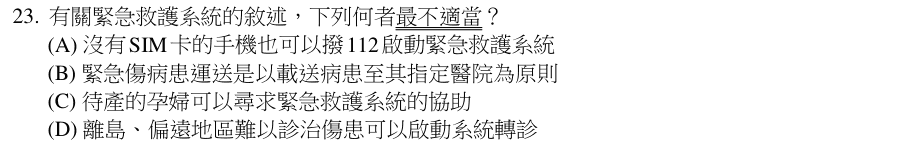 23. 有關緊急救護系統的敘述，下列何者最不適當？
(A) 沒有SIM卡的手機也可以撥112啟動緊急救護系統
(B) 緊急傷病患運送是以載送病患至其指定醫院為原則
(C) 待產的孕婦可以尋求緊急救護系統的協助
(D) 離島、偏遠地區難以診治傷患可以啟動系統轉診